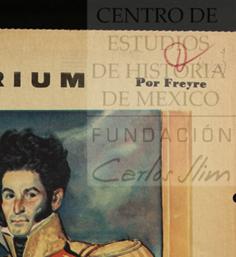 CENTRO DE
ESTUDIOS
DE HISTORIA
RIUM Por Freyre
DE MEXICO
FUNDACIÓN
Carlos Slim